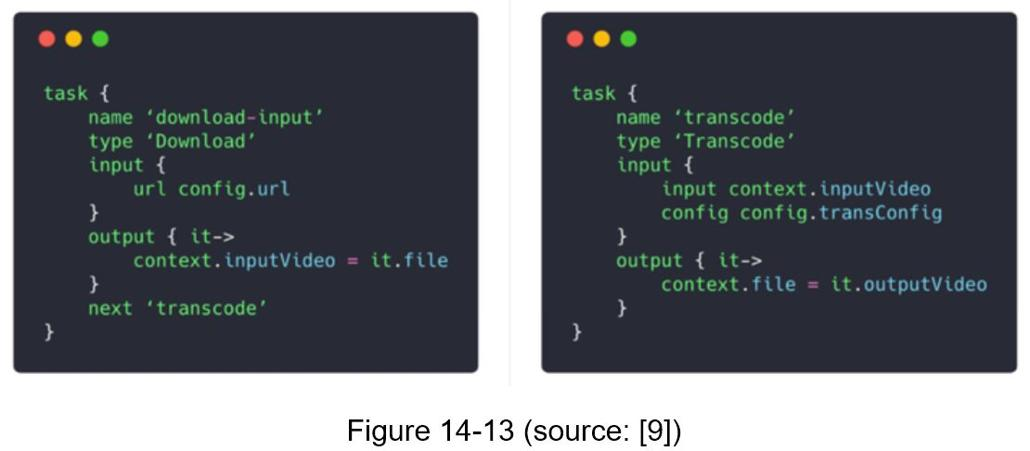 task {
name ‘download-input’
type ‘Download’
input {
url config.url
}
output { it->
context.inputVideo = it.file
}
next ‘transcode’
}
task {
name ‘transcode’
type ‘Transcode’
input {
input context.inputVideo
config config.transConfig
}
output { it->
context.file = it.outputVideo
}
}
Figure 14-13 (source: [9])